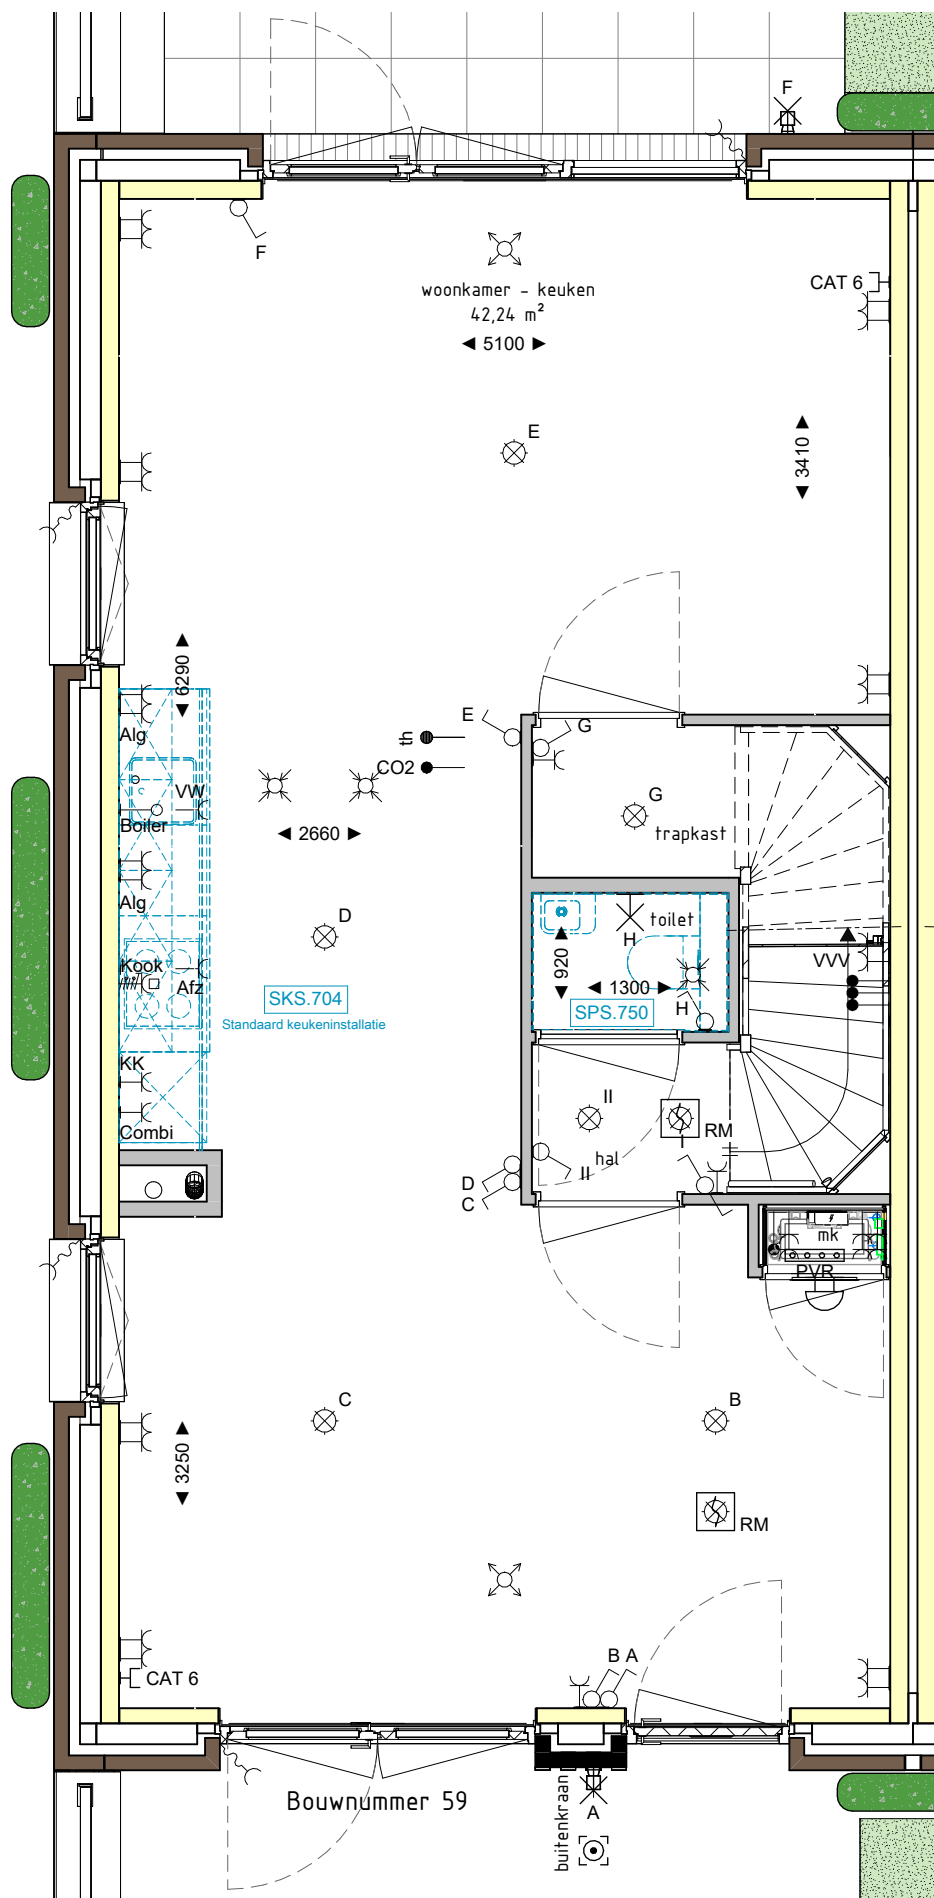 F
F
woonkamer - keuken
42,24 m²
5100
CAT 6
E
3410
6290
E
G
th
CO2
Alg
VW
Boiler
2660
G
trapkast
Alg
D
toilet
H
920
1300
VVV
Kook
Afz
SKS.704
Standaard keukeninstallatie
SPS.750
H
KK
Combi
II
RM
I
hal
II
D
C
mk
PVR
C
B
3250
RM
CAT 6
B A
Bouwnummer 59
buitenkraan
A